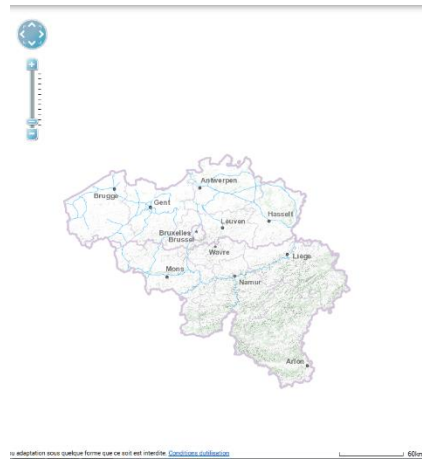 Antwerpen
Brugge
Gent
Hasselt
Leuven
Bruxelles
Brussel
Wavre
Liège
Mons
Namur
Arlon
ou adaptation sous quelque forme que ce soit est interdite. Conditions d'utilisation
60km